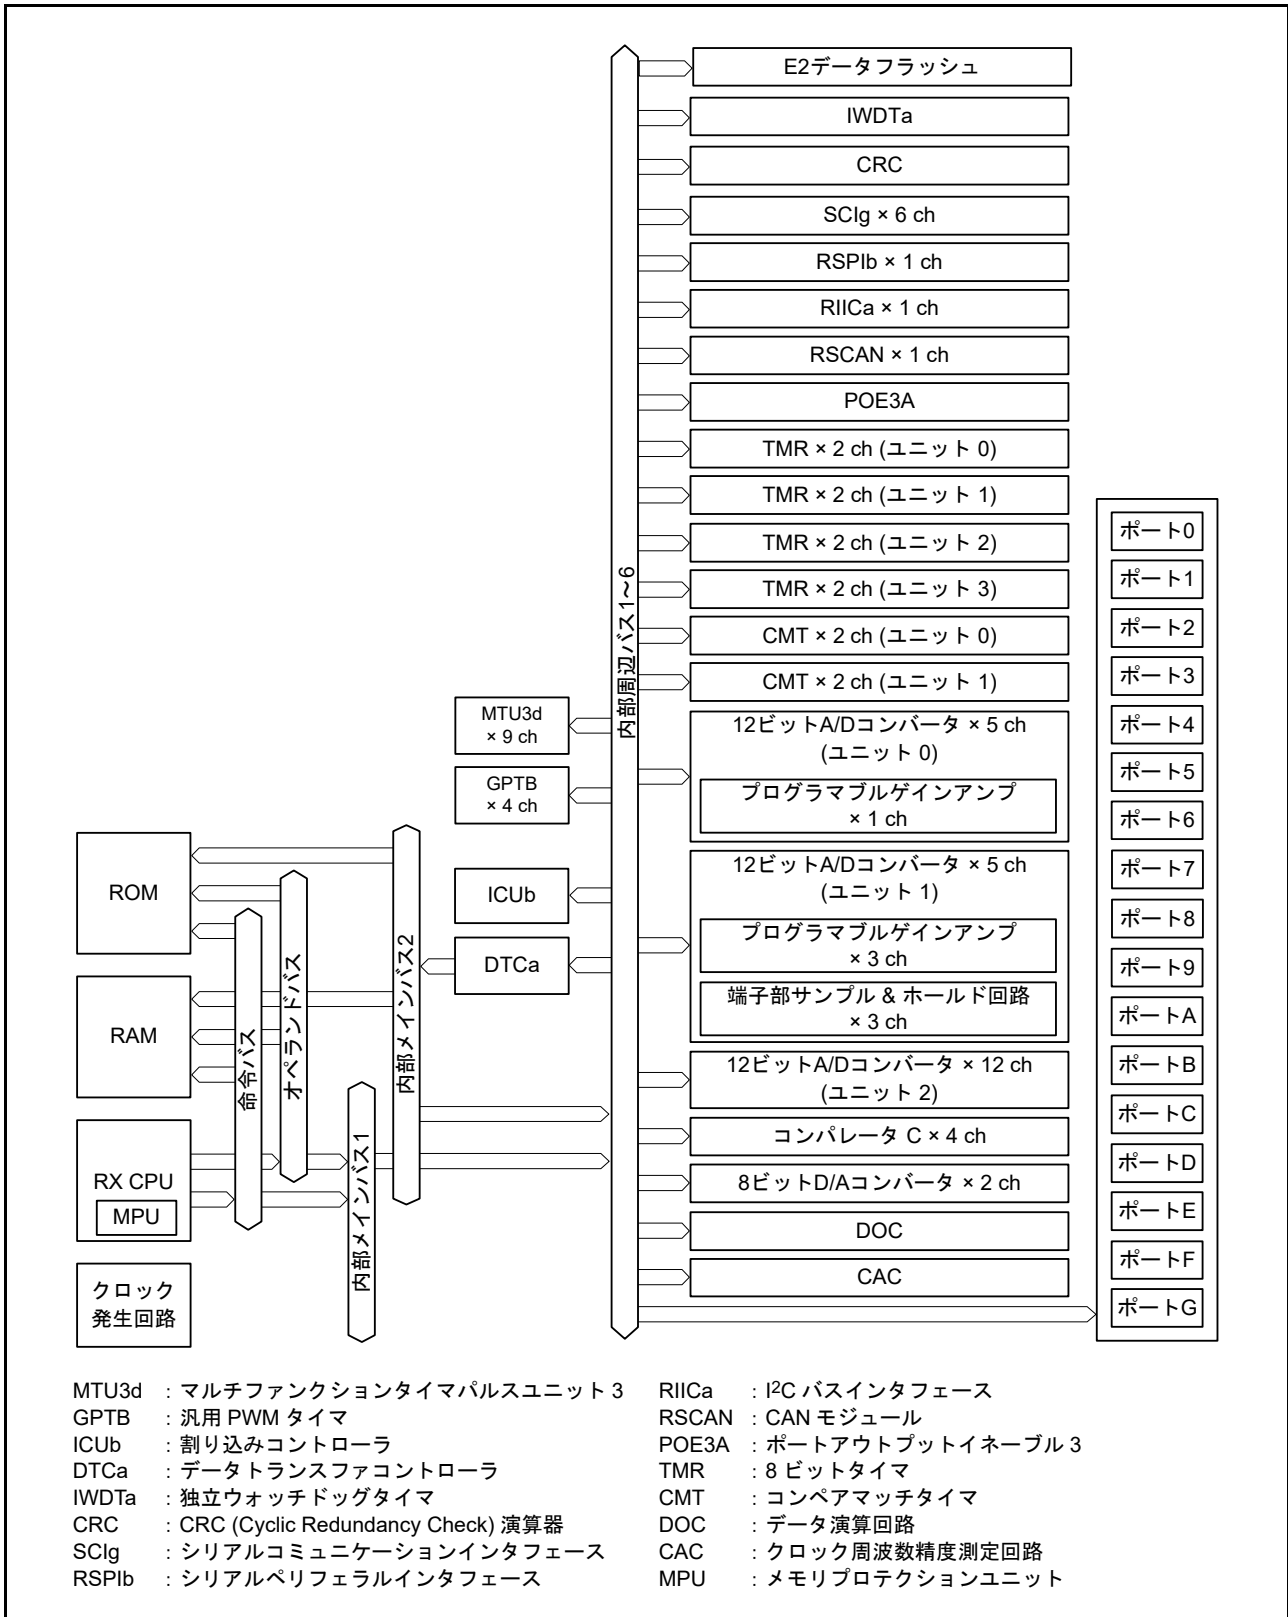 E2データフラッシュ
IWDTa
CRC
SCIg × 6 ch
RSPIb × 1 ch
RIICa × 1 ch
RSCAN × 1 ch
POE3A
TMR × 2 ch (ユニット 0)
TMR × 2 ch (ユニット 1)
TMR × 2 ch (ユニット 2)
TMR × 2 ch (ユニット 3)
CMT × 2 ch (ユニット 0)
CMT × 2 ch (ユニット 1)
12ビットA/Dコンバータ × 5 ch
(ユニット 0)
プログラマブルゲインアンプ
× 1 ch
12ビットA/Dコンバータ × 5 ch
(ユニット 1)
プログラマブルゲインアンプ
× 3 ch
端子部サンプル & ホールド回路
× 3 ch
12ビットA/Dコンバータ × 12 ch
(ユニット 2)
コンパレータ C × 4 ch
8ビットD/Aコンバータ × 2 ch
DOC
CAC
ポート0
ポート1
ポート2
ポート3
ポート4
ポート5
ポート6
ポート7
ポート8
ポート9
ポートA
ポートB
ポートC
ポートD
ポートE
ポートF
ポートG
内部周辺バス1~6
MTU3d
× 9 ch
GPTB
× 4 ch
ICUb
DTCa
内部メインバス2
内部メインバス1
オペランドバス
命令バス
ROM
RAM
RX CPU
MPU
クロック
発生回路
MTU3d : マルチファンクションタイマパルスユニット 3
GPTB : 汎用 PWM タイマ
ICUb : 割り込みコントローラ
DTCa : データトランスファコントローラ
IWDTa : 独立ウォッチドッグタイマ
CRC : CRC (Cyclic Redundancy Check) 演算器
SCIg : シリアルコミュニケーションインタフェース
RSPIb : シリアルペリフェラルインタフェース
RIICa : I²C バスインタフェース
RSCAN : CAN モジュール
POE3A : ポートアウトプットイネーブル 3
TMR : 8 ビットタイマ
CMT : コンペアマッチタイマ
DOC : データ演算回路
CAC : クロック周波数精度測定回路
MPU : メモリプロテクションユニット